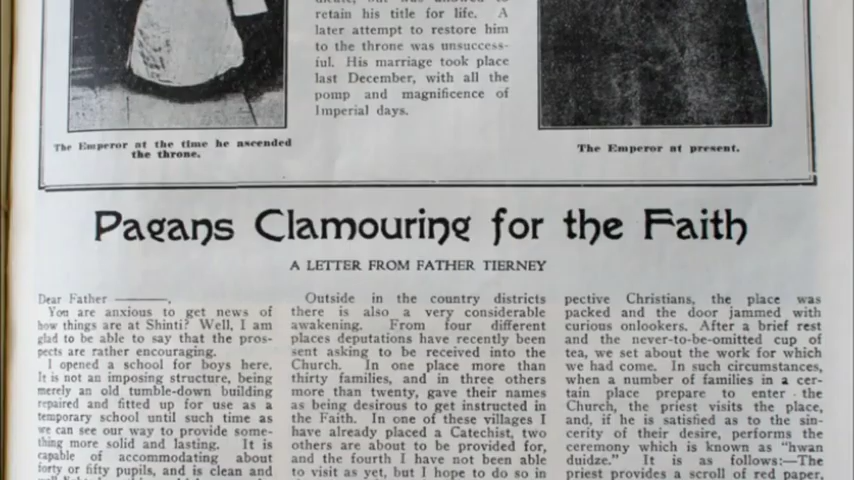 retain his title for life. A
later attempt to restore him
to the throne was unsuccess-
ful. His marriage took place
last December, with all the
pomp and magnificence of
Imperial days.
The Emperor at the time he ascended
the throne.
The Emperor at present.
Pagans Clamouring for the Faith
A LETTER FROM FATHER TIERNEY
Dear Father ———,
You are anxious to get news of
how things are at Shinti? Well, I am
glad to be able to say that the pros-
pects are rather encouraging.
I opened a school for boys here.
It is not an imposing structure, being
merely an old tumble-down building
repaired and fitted up for use as a
temporary school until such time as
we can see our way to provide some-
thing more solid and lasting. It is
capable of accommodating about
forty or fifty pupils, and is clean and
Outside in the country districts
there is also a very considerable
awakening. From four different
places deputations have recently been
sent asking to be received into the
Church. In one place more than
thirty families, and in three others
more than twenty, gave their names
as being desirous to get instructed in
the Faith. In one of these villages I
have already placed a Catechist, two
others are about to be provided for,
and the fourth I have not been able
to visit as yet, but I hope to do so in
pective Christians, the place was
packed and the door jammed with
curious onlookers. After a brief rest
and the never-to-be-omitted cup of
tea, we set about the work for which
we had come. In such circumstances,
when a number of families in a cer-
tain place prepare to enter the
Church, the priest visits the place,
and, if he is satisfied as to the sin-
cerity of their desire, performs the
ceremony which is known as "hwan
duidze." It is as follows:—The
priest provides a scroll of red paper,